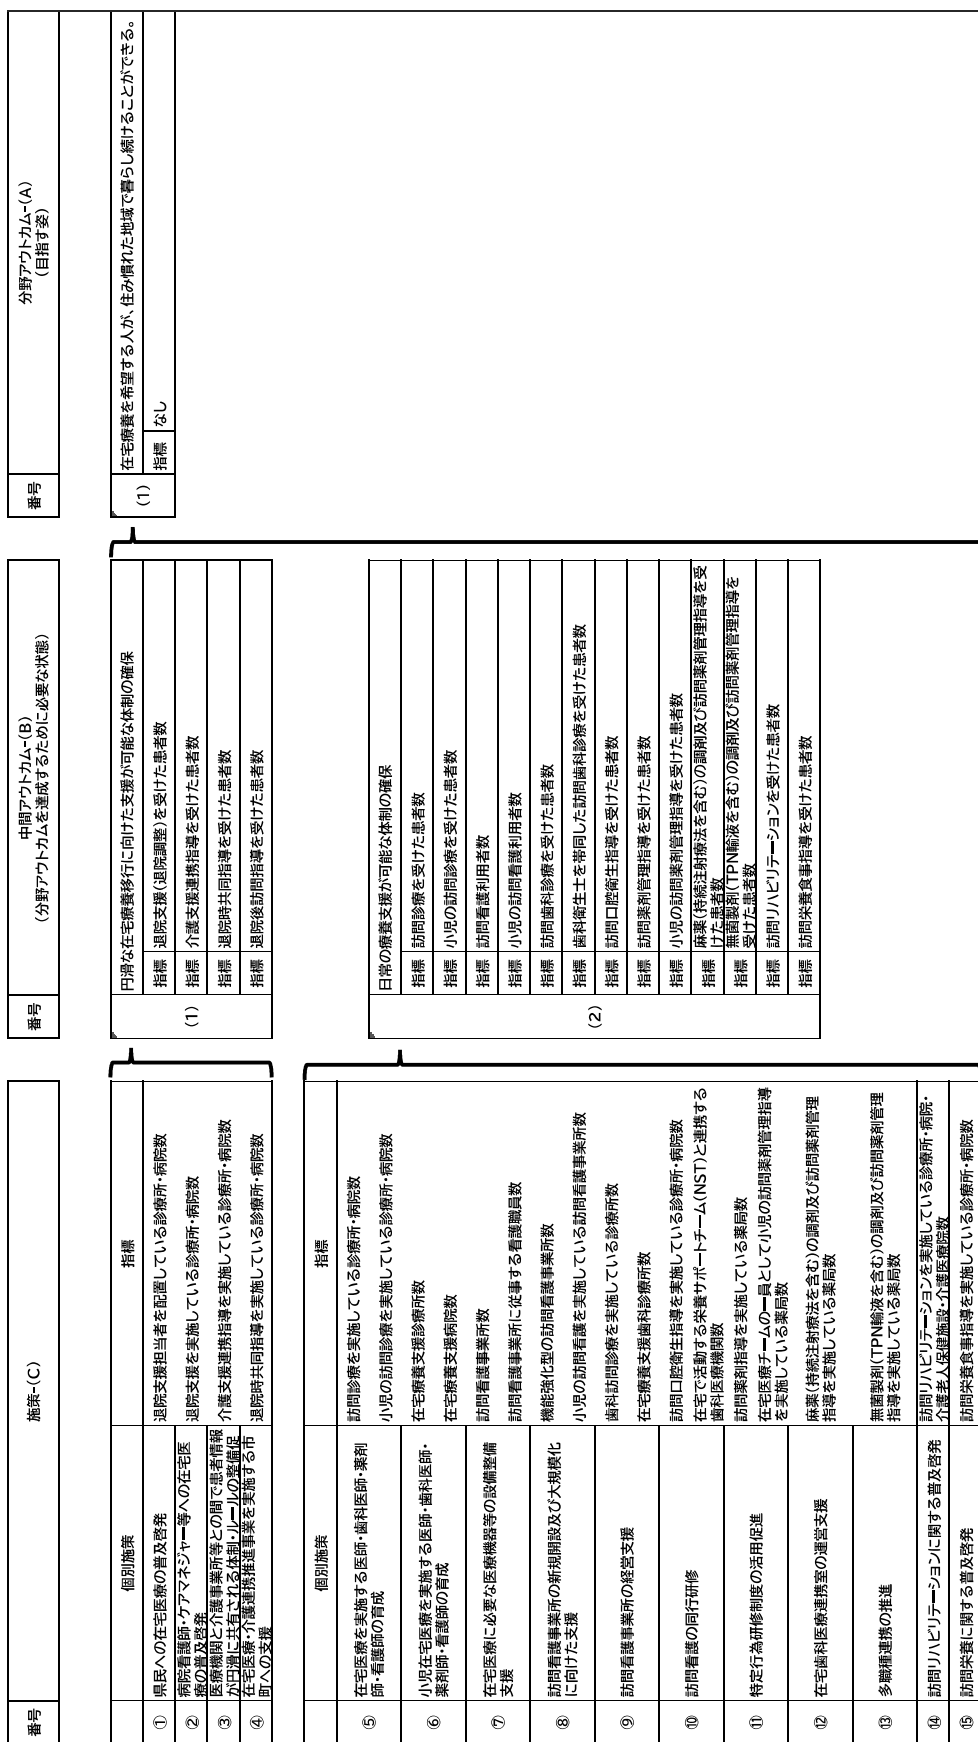 番号
施策-(C)
番号
中間アウトカム-(B)
(分野アウトカムを達成するために必要な状態)
番号
分野アウトカム-(A)
(目指す姿)
個別施策
指標
① 県民への在宅医療の普及啓発
退院支援担当者を配置している診療所・病院数
② 病院看護師・ケアマネジャー等への在宅医
療の普及啓発
退院支援を実施している診療所・病院数
③ 医療機関と介護事業所等との間で患者情報
が円滑に共有される体制・ルールの整備促
介護支援連携指導を実施している診療所・病院数
④ 在宅医療・介護連携推進事業を実施する市
町への支援
退院時共同指導を実施している診療所・病院数
(1)
円滑な在宅療養移行に向けた支援が可能な体制の確保
指標 退院支援(退院調整)を受けた患者数
指標 介護支援連携指導を受けた患者数
指標 退院時共同指導を受けた患者数
指標 退院後訪問指導を受けた患者数
(1)
在宅療養を希望する人が、住み慣れた地域で暮らし続けることができる。
指標 なし
個別施策
指標
⑤ 在宅医療を実施する医師・歯科医師・薬剤
師・看護師の育成
訪問診療を実施している診療所・病院数
小児の訪問診療を実施している診療所・病院数
⑥ 小児在宅医療を実施する医師・歯科医師・
薬剤師・看護師の育成
在宅療養支援診療所数
在宅療養支援病院数
⑦ 在宅医療に必要な医療機器等の設備整備
支援
訪問看護事業所数
訪問看護事業所に従事する看護職員数
⑧ 訪問看護事業所の新規開設及び大規模化
に向けた支援
機能強化型の訪問看護事業所数
小児の訪問看護を実施している訪問看護事業所数
⑨ 訪問看護事業所の経営支援
歯科訪問診療を実施している診療所数
在宅療養支援歯科診療所数
⑩ 訪問看護の同行研修
訪問口腔衛生指導を実施している診療所・病院数
在宅で活動する栄養サポートチーム(NST)と連携する
歯科医療機関数
⑪ 特定行為研修制度の活用促進
訪問薬剤指導を実施している薬局数
在宅医療チームの一員として小児の訪問薬剤管理指導
を実施している薬局数
⑫ 在宅歯科医療連携室の運営支援
麻薬(持続注射療法を含む)の調剤及び訪問薬剤管理
指導を実施している薬局数
⑬ 多職種連携の推進
無菌製剤(TPN輸液を含む)の調剤及び訪問薬剤管理
指導を実施している薬局数
⑭ 訪問リハビリテーションに関する普及啓発
訪問リハビリテーションを実施している診療所・病院・
介護老人保健施設・介護医療院数
⑮ 訪問栄養に関する普及啓発
訪問栄養食事指導を実施している診療所・病院数
(2)
日常の療養支援が可能な体制の確保
指標 訪問診療を受けた患者数
指標 小児の訪問診療を受けた患者数
指標 訪問看護利用者数
指標 小児の訪問看護利用者数
指標 訪問歯科診療を受けた患者数
指標 歯科衛生士を帯同した訪問歯科診療を受けた患者数
指標 訪問口腔衛生指導を受けた患者数
指標 訪問薬剤管理指導を受けた患者数
指標 小児の訪問薬剤管理指導を受けた患者数
指標 麻薬(持続注射療法を含む)の調剤及び訪問薬剤管理指導を受
けた患者数
指標 無菌製剤(TPN輸液を含む)の調剤及び訪問薬剤管理指導を
受けた患者数
指標 訪問リハビリテーションを受けた患者数
指標 訪問栄養食事指導を受けた患者数